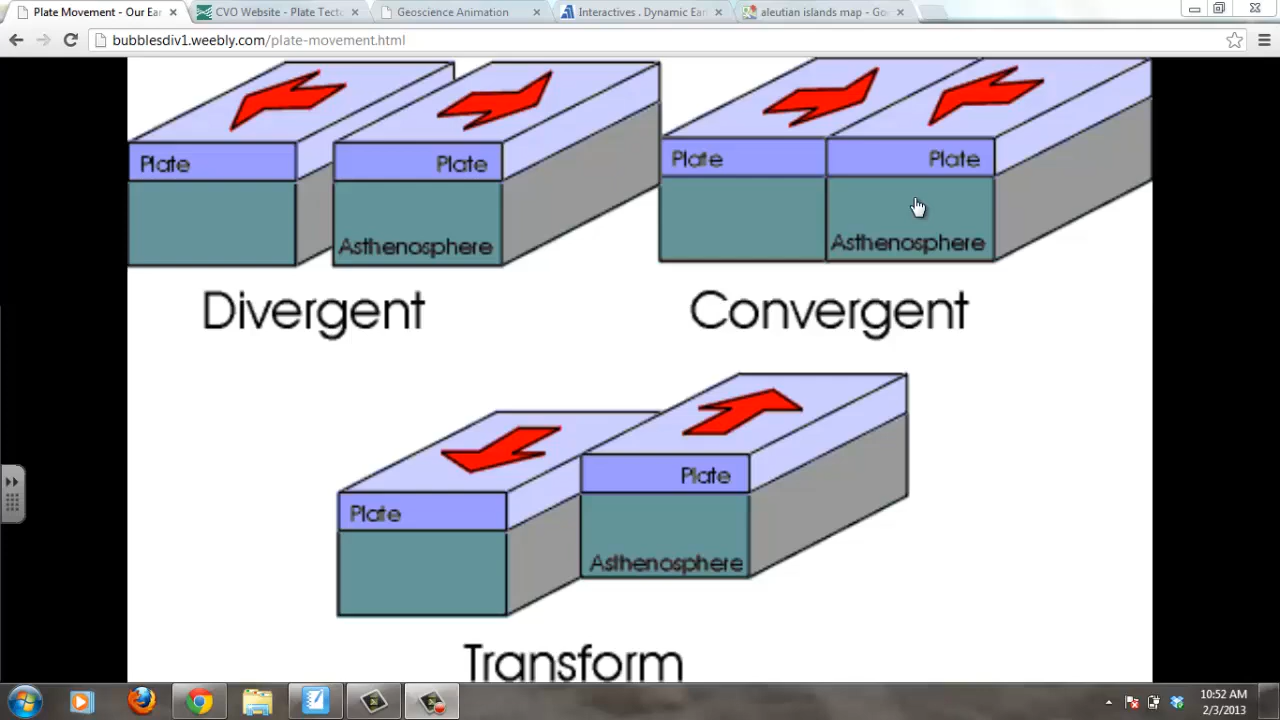 Plate Movement - Our Ea
CVO Website - Plate Tecto
Geoscience Animation
Interactives . Dynamic Ear
aleutian islands map - Goo
bubblesdiv1.weebly.com/plate-movement.html
Plate
Plate
Asthenosphere
Plate
Plate
Asthenosphere
Divergent
Convergent
Plate
Plate
Asthenosphere
Transform
10:52 AM
2/3/2013